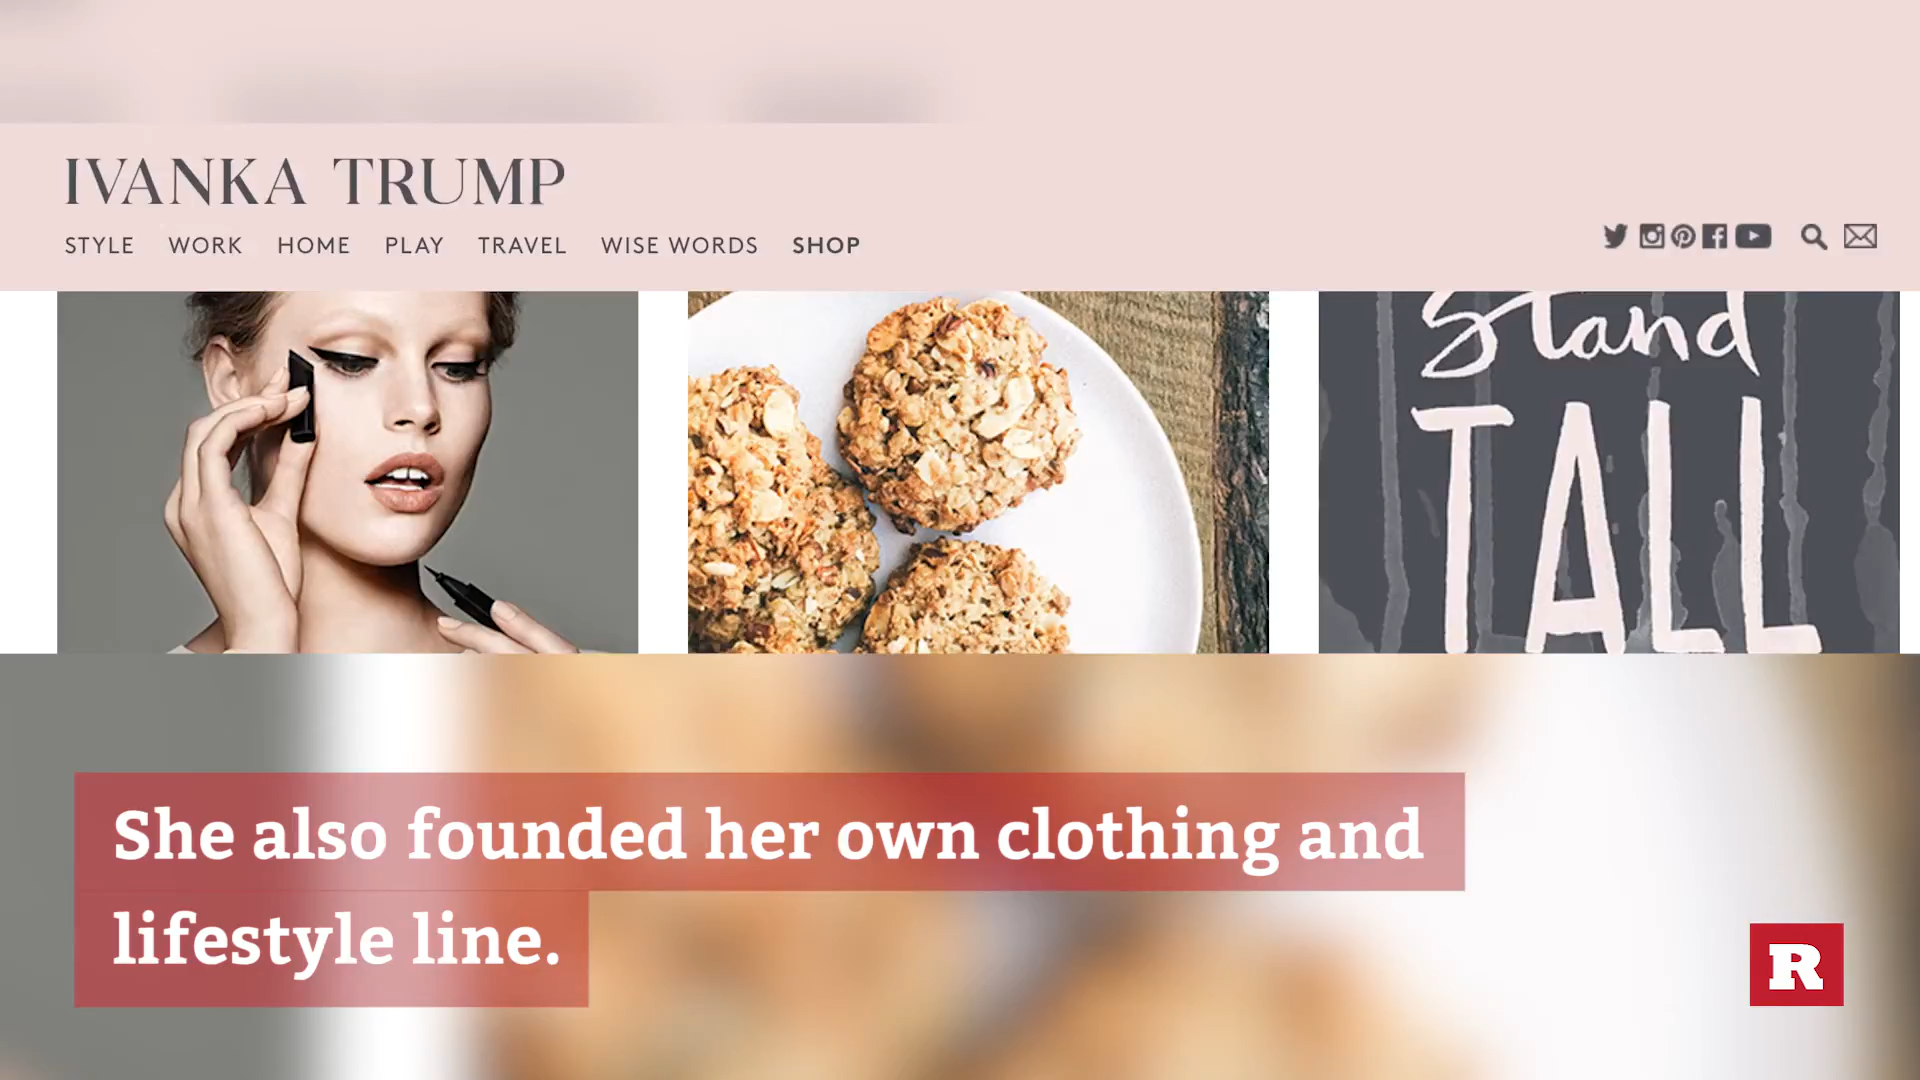 IVANKA TRUMP
STYLE WORK HOME PLAY TRAVEL WISE WORDS SHOP
Stand
TALL
She also founded her own clothing and
lifestyle line.
R